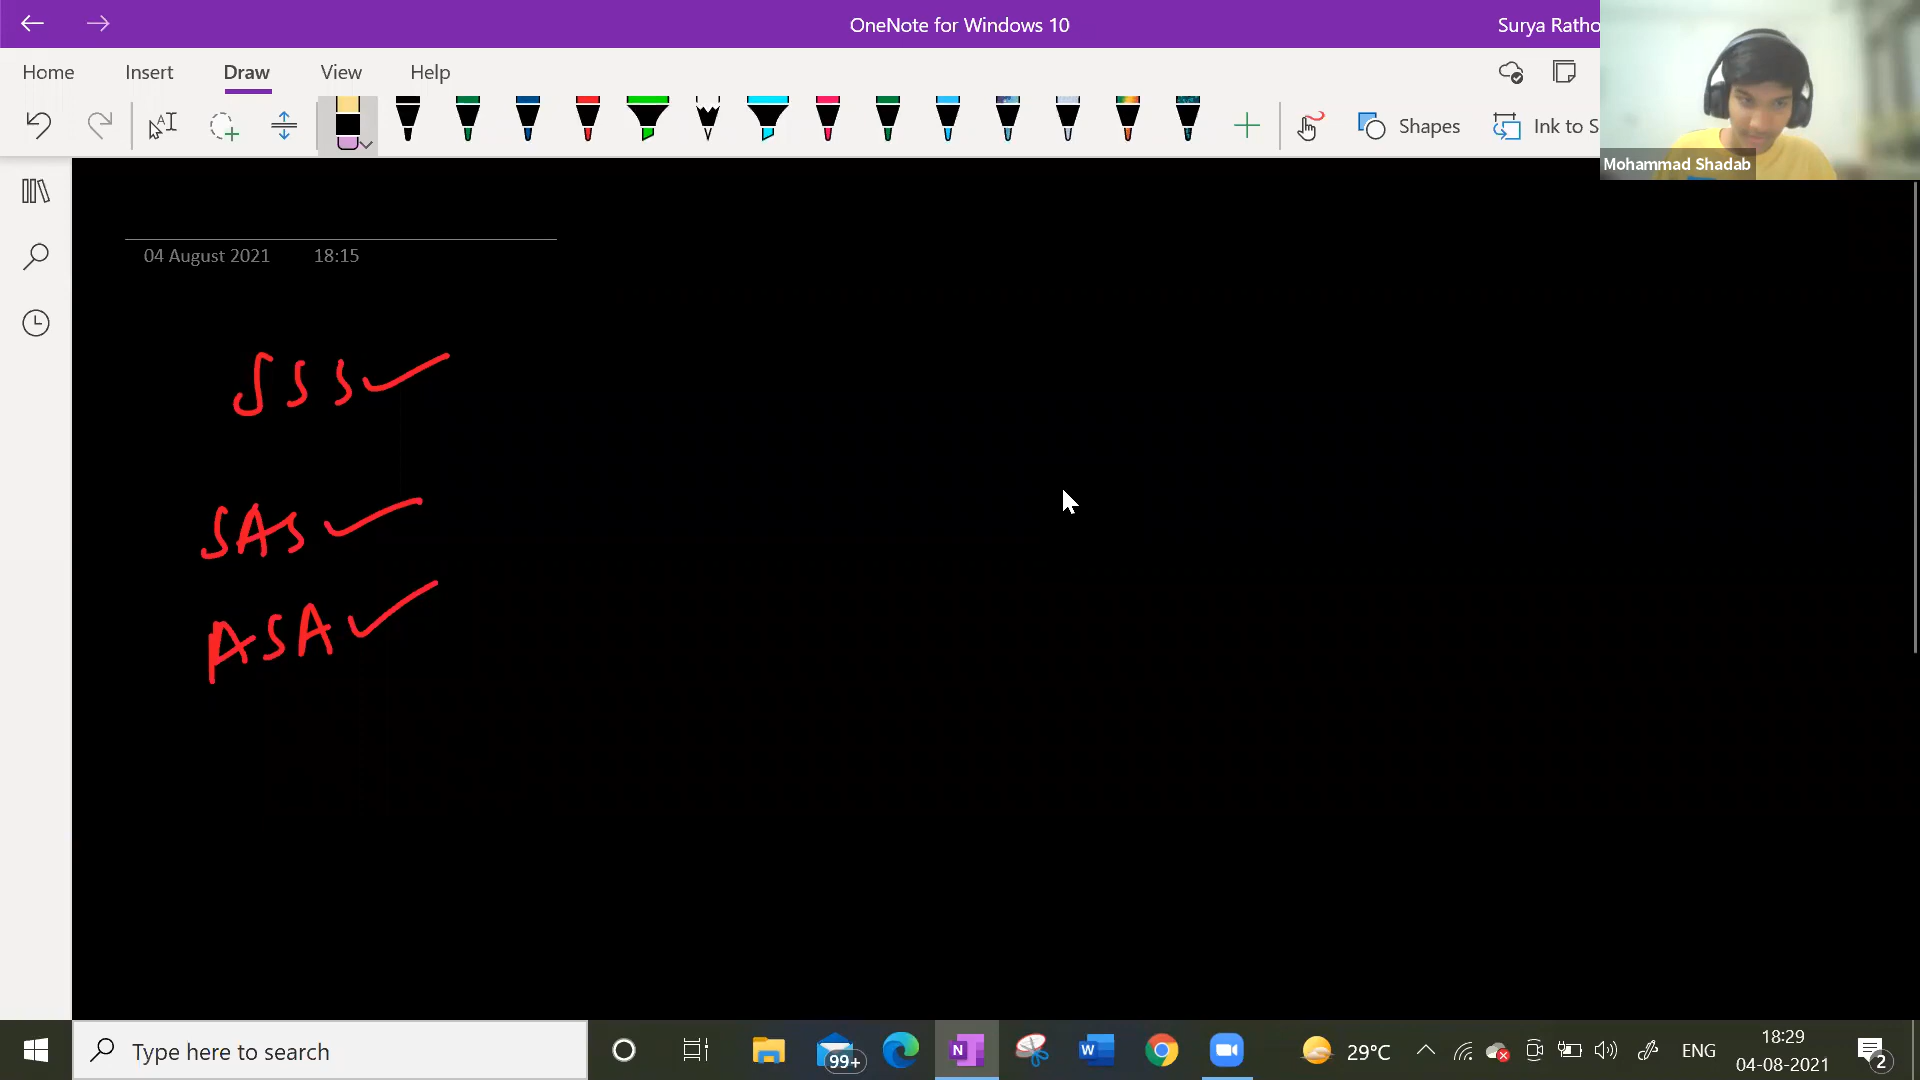 OneNote for Windows 10
Surya Ratho
Home Insert Draw View Help
Shapes Ink to S
Mohammad Shadab
04 August 2021 18:15
SSS
SAS
ASA
Type here to search
99+
29°C
ENG
18:29
04-08-2021
2